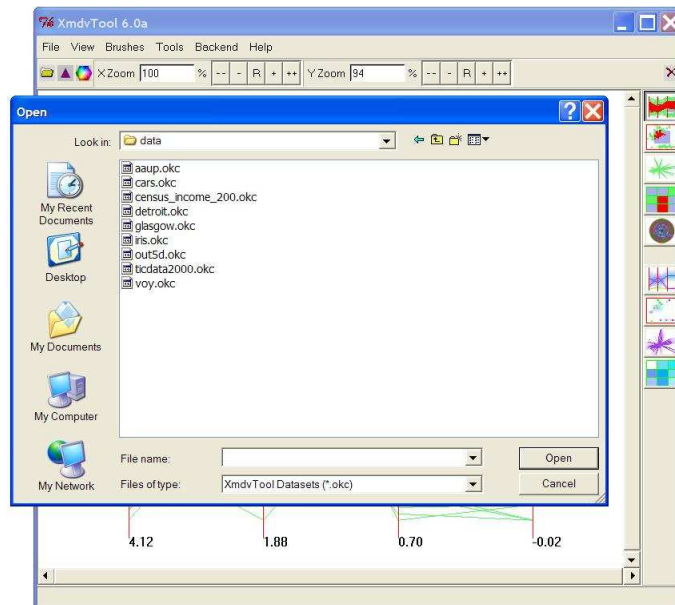 XmdvTool 6.0a
File View Brushes Tools Backend Help
X Zoom 100 % -- - R + ++ Y Zoom 94 % -- - R + ++
Open
Look in: data
aaup.okc
cars.okc
census_income_200.okc
detroit.okc
glasgow.okc
iris.okc
out5d.okc
ticdata2000.okc
voy.okc
My Recent
Documents
Desktop
My Documents
My Computer
My Network
File name: Open
Files of type: XmdvTool Datasets (*.okc) Cancel
4.12 1.88 0.70 -0.02